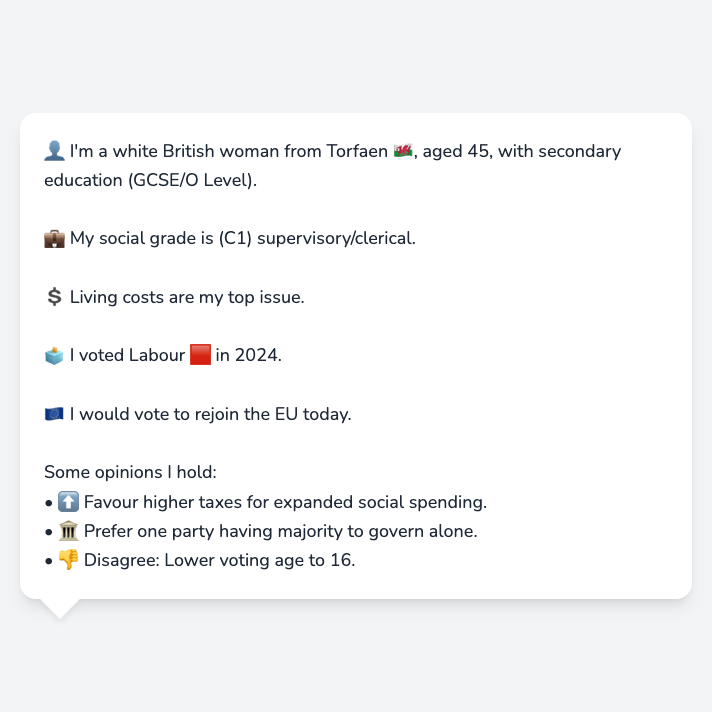 👤 I'm a white British woman from Torfaen 🏴󠁧󠁢󠁷󠁬󠁳󠁿, aged 45, with secondary
education (GCSE/O Level).
💼 My social grade is (C1) supervisory/clerical.
💲 Living costs are my top issue.
🗳️ I voted Labour 🟥 in 2024.
🇪🇺 I would vote to rejoin the EU today.
Some opinions I hold:
• ⬆️ Favour higher taxes for expanded social spending.
• 🏛️ Prefer one party having majority to govern alone.
• 👎 Disagree: Lower voting age to 16.